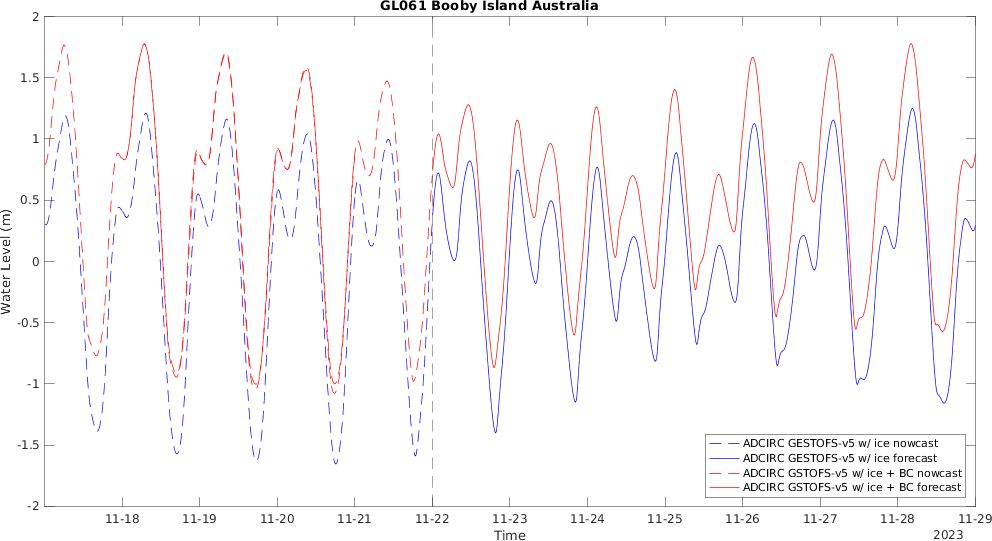 GL061 Booby Island Australia
2
1.5
1
0.5
0
-0.5
-1
-1.5
-2
Water Level (m)
ADCIRC GESTOFS-v5 w/ ice nowcast
ADCIRC GESTOFS-v5 w/ ice forecast
ADCIRC GSTOFS-v5 w/ ice + BC nowcast
ADCIRC GSTOFS-v5 w/ ice + BC forecast
11-18 11-19 11-20 11-21 11-22 11-23 11-24 11-25 11-26 11-27 11-28 11-29
Time
2023